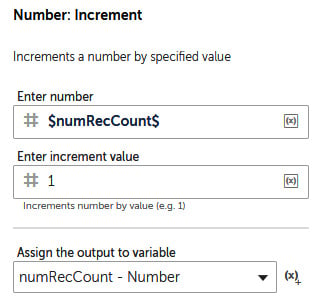 Number: Increment
Increments a number by specified value
Enter number
# $numRecCount$ (x)
Enter increment value
# 1 (x)
Increments number by value (e.g. 1)
Assign the output to variable
numRecCount - Number (x)+